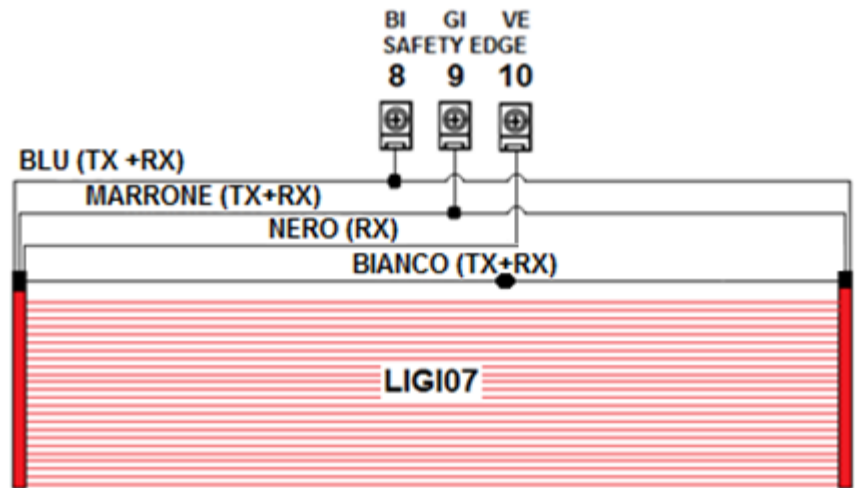 BI GI VE
SAFETY EDGE
8 9 10
BLU (TX +RX)
MARRONE (TX+RX)
NERO (RX)
BIANCO (TX+RX)
LIGI07